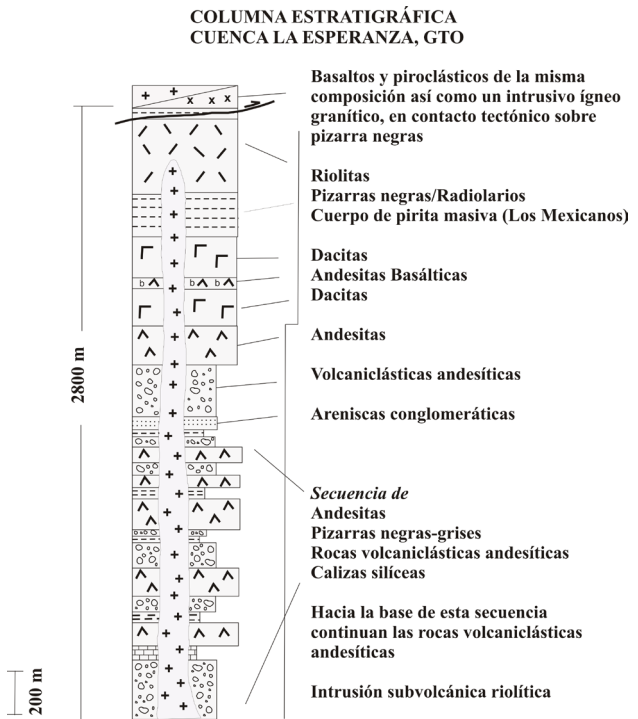 COLUMNA ESTRATIGRÁFICA
CUENCA LA ESPERANZA, GTO
Basaltos y piroclásticos de la misma
composición así como un intrusivo ígneo
granítico, en contacto tectónico sobre
pizarra negras
Riolitas
Pizarras negras/Radiolarios
Cuerpo de pirita masiva (Los Mexicanos)
Dacitas
Andesitas Basálticas
Dacitas
Andesitas
Volcaniclásticas andesíticas
Areniscas conglomeráticas
Secuencia de
Andesitas
Pizarras negras-grises
Rocas volcaniclásticas andesíticas
Calizas silíceas
Hacia la base de esta secuencia
continuan las rocas volcaniclásticas
andesíticas
Intrusión subvolcánica riolítica
2800 m
200 m
x x x
b b b